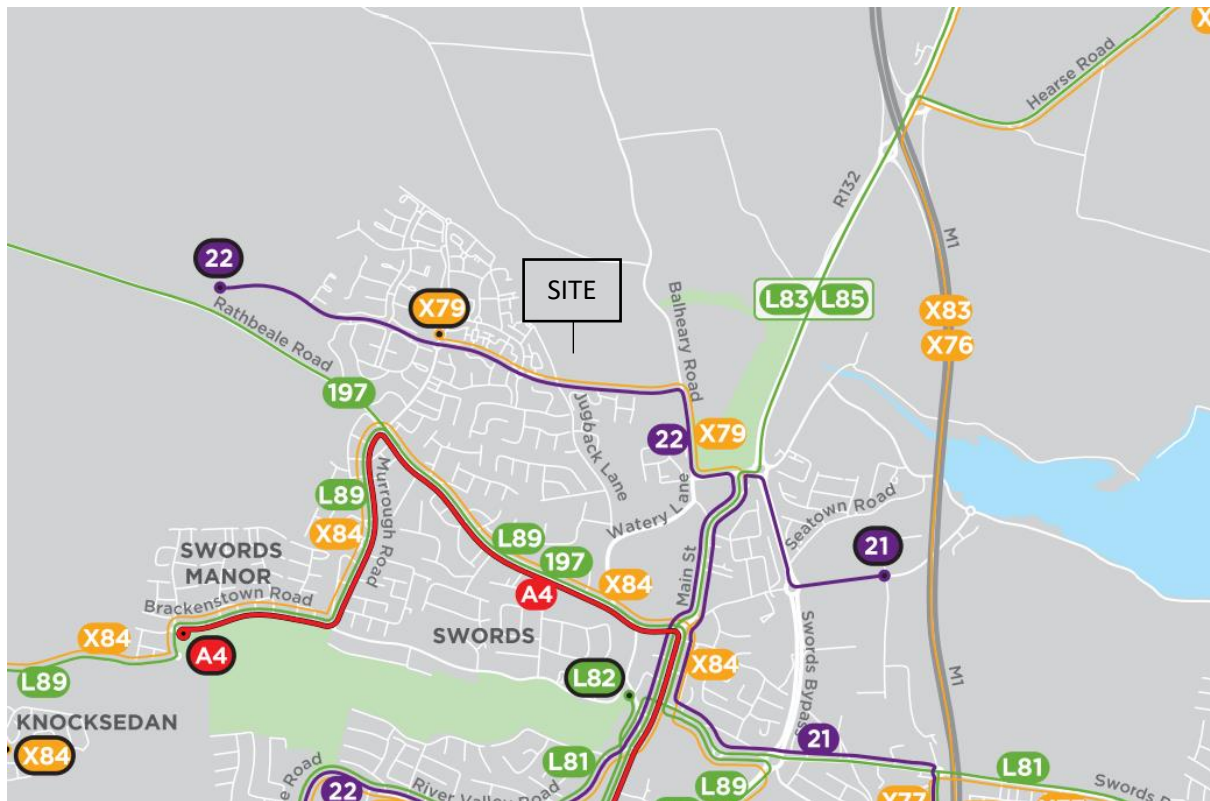 X
Hearse Road
R132
M1
22
SITE
X79
L83 L85
Balheary Road
X83
X76
Rathbeale Road
197
Jugback Lane
22
X79
L89
X84
Murrough Road
Watery Lane
Seatown Road
21
SWORDS
MANOR
L89
197
X84
A4
Main St
Brackenstown Road
SWORDS
X84
A4
L89
L82
X84
Swords Bypass
M1
KNOCKSEDAN
X84
21
L81
L89
L81
22
River Valley Road
e Road
X77
Swords